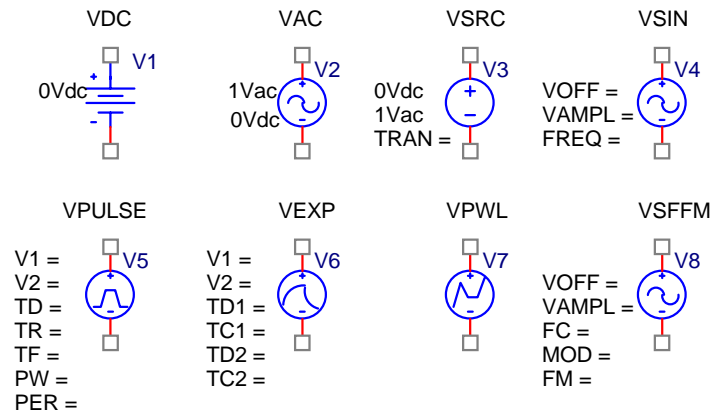 VDC
VAC
VSRC
VSIN
+
V1
0Vdc
-
V2
+
1Vac
0Vdc
-
V3
0Vdc
+
1Vac
-
TRAN =
V4
+
VOFF =
VAMPL =
FREQ =
-
VPULSE
VEXP
VPWL
VSFFM
V5
+
V1 =
V2 =
TD =
TR =
TF =
PW =
PER =
-
V6
+
V1 =
V2 =
TD1 =
TC1 =
TD2 =
TC2 =
-
V7
+
-
V8
+
VOFF =
VAMPL =
FC =
MOD =
FM =
-